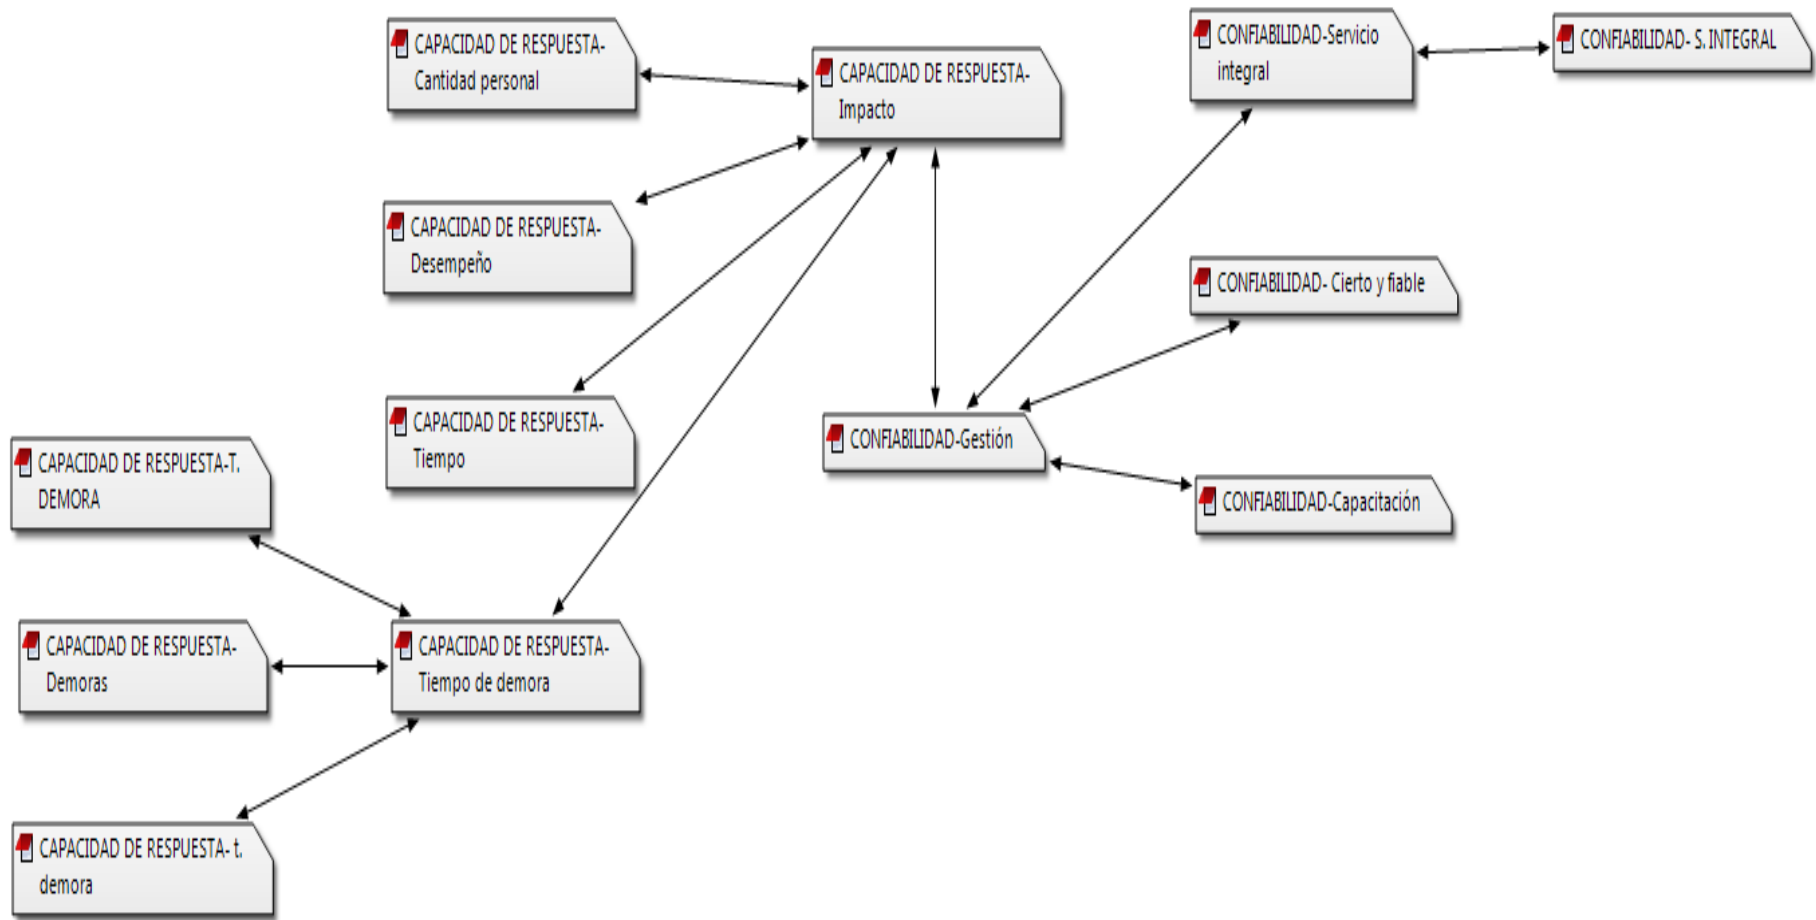 CAPACIDAD DE RESPUESTA-
Cantidad personal
CAPACIDAD DE RESPUESTA-
Impacto
CONFIABILIDAD-Servicio
integral
CONFIABILIDAD- S. INTEGRAL
CAPACIDAD DE RESPUESTA-
Desempeño
CONFIABILIDAD- Cierto y fiable
CAPACIDAD DE RESPUESTA-
Tiempo
CONFIABILIDAD-Gestión
CAPACIDAD DE RESPUESTA-T.
DEMORA
CONFIABILIDAD-Capacitación
CAPACIDAD DE RESPUESTA-
Demoras
CAPACIDAD DE RESPUESTA-
Tiempo de demora
CAPACIDAD DE RESPUESTA- t.
demora